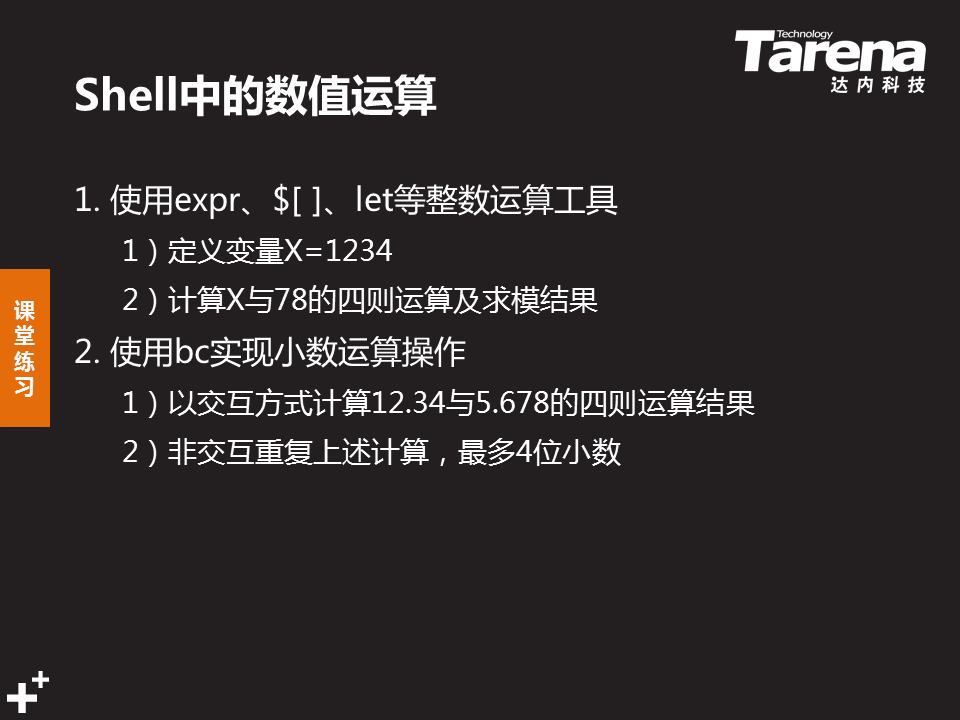 Technology
Tarena
达内科技
Shell中的数值运算
1. 使用expr、$[ ]、let等整数运算工具
1）定义变量X=1234
2）计算X与78的四则运算及求模结果
2. 使用bc实现小数运算操作
1）以交互方式计算12.34与5.678的四则运算结果
2）非交互重复上述计算，最多4位小数
课
堂
练
习